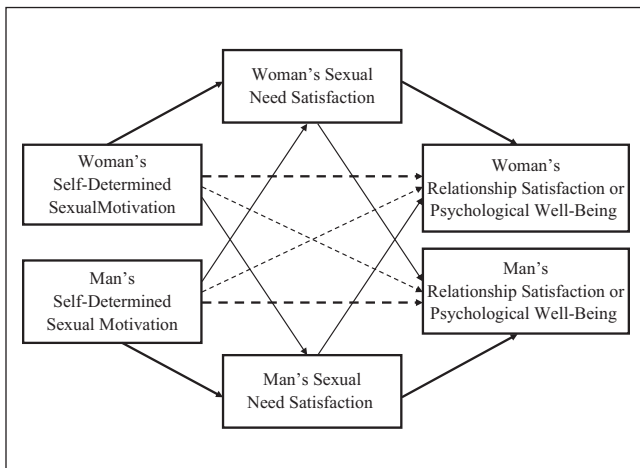 Woman's Sexual
Need Satisfaction
Woman's
Self-Determined
SexualMotivation
Woman's
Relationship Satisfaction or
Psychological Well-Being
Man's
Self-Determined
Sexual Motivation
Man's
Relationship Satisfaction or
Psychological Well-Being
Man's Sexual
Need Satisfaction